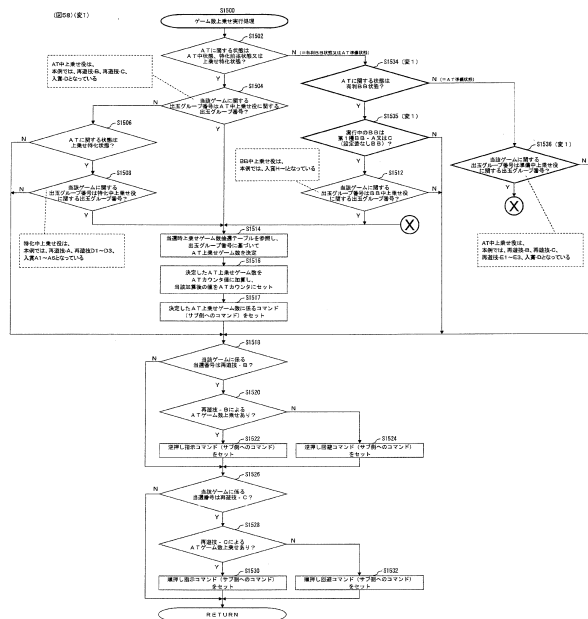 (図58)(変1)
S1500
ゲーム数上乗せ実行処理
S1502
ATに関する状態は
AT中状態、特化前兆状態又は
上乗せ特化状態?
N
(※有利BB状態又はAT準備状態)
Y
AT中上乗せ役は、
本例では、再遊技-B、再遊技-C、
入賞-Dとなっている
S1504
当該ゲームに関する
出玉グループ番号はAT中上乗せ役に関する
出玉グループ番号?
N
Y
S1534 (変1)
ATに関する状態は
有利BB状態?
N
(※AT準備状態)
Y
S1506
ATに関する状態は
上乗せ特化状態?
N
Y
S1535 (変1)
実行中のBBは
第1種BB-A又はC
(設定差なしBB)?
N
Y
S1536 (変1)
当該ゲームに関する
出玉グループ番号は準備中上乗せ役
に関する出玉グループ番号?
N
Y
X
S1508
当該ゲームに関する
出玉グループ番号は特化中上乗せ役
に関する出玉グループ番号?
N
Y
BB中上乗せ役は、
本例では、入賞H~Iとなっている
S1512
当該ゲームに関する
出玉グループ番号はBB中上乗せ役
に関する出玉グループ番号?
N
Y
X
特化中上乗せ役は、
本例では、再遊技-A、再遊技D1~D3、
入賞A1~A6となっている
AT中上乗せ役は、
本例では、再遊技-B、再遊技-C、
再遊技-E1~E3、入賞-Dとなっている
S1514
当選時上乗せゲーム数抽選テーブルを参照し、
出玉グループ番号に基づいて
AT上乗せゲーム数を決定
S1516
決定したAT上乗せゲーム数を
ATカウンタ値に加算し、
当該加算後の値をATカウンタにセット
S1517
決定したAT上乗せゲーム数に係るコマンド
(サブ側へのコマンド)をセット
S1518
当該ゲームに係る
当選番号は再遊技-B?
N
Y
S1520
再遊技-Bによる
ATゲーム数上乗せあり?
N
Y
S1522
逆押し指示コマンド(サブ側へのコマンド)
をセット
S1524
逆押し回避コマンド(サブ側へのコマンド)
をセット
S1526
当該ゲームに係る
当選番号は再遊技-C?
N
Y
S1528
再遊技-Cによる
ATゲーム数上乗せあり?
N
Y
S1530
順押し指示コマンド(サブ側へのコマンド)
をセット
S1532
順押し回避コマンド(サブ側へのコマンド)
をセット
RETURN